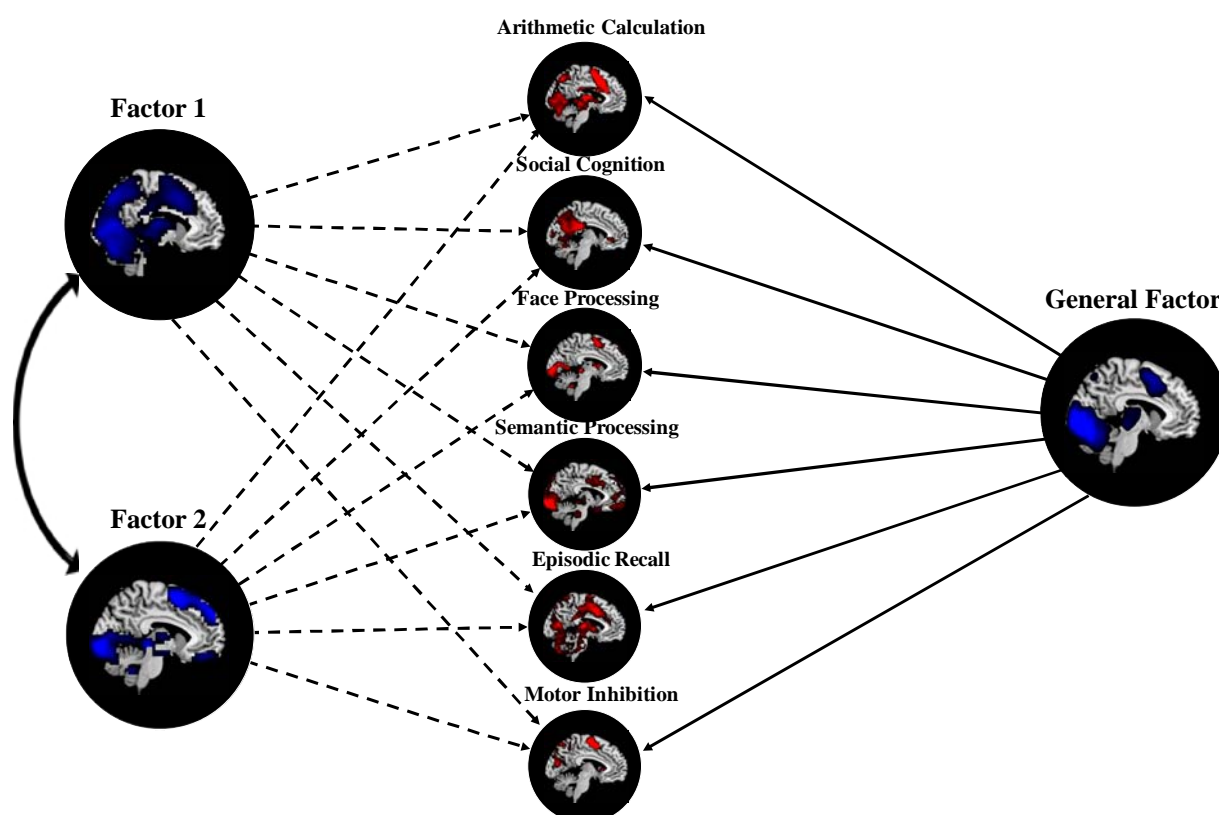 Arithmetic Calculation
Factor 1
Social Cognition
Face Processing
General Factor
Semantic Processing
Factor 2
Episodic Recall
Motor Inhibition